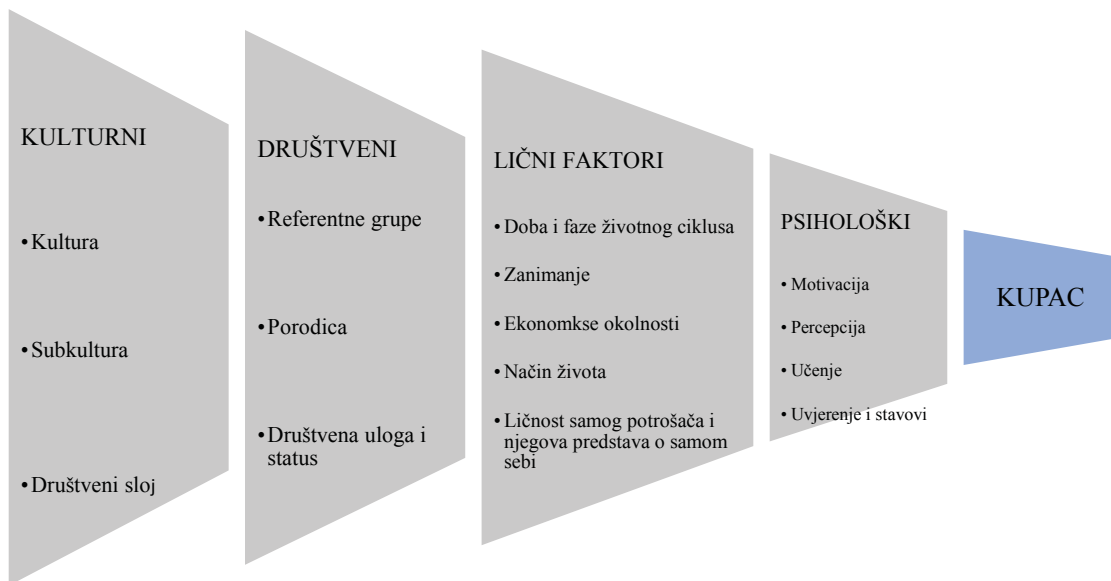 KULTURNI
•Kultura
•Subkultura
•Društveni sloj
DRUŠTVENI
•Referentne grupe
•Porodica
•Društvena uloga i
status
LIČNI FAKTORI
•Doba i faze životnog ciklusa
•Zanimanje
•Ekonomkse okolnosti
•Način života
•Ličnost samog potrošača i
njegova predstava o samom
sebi
PSIHOLOŠKI
• Motivacija
• Percepcija
• Učenje
• Uvjerenje i stavovi
KUPAC